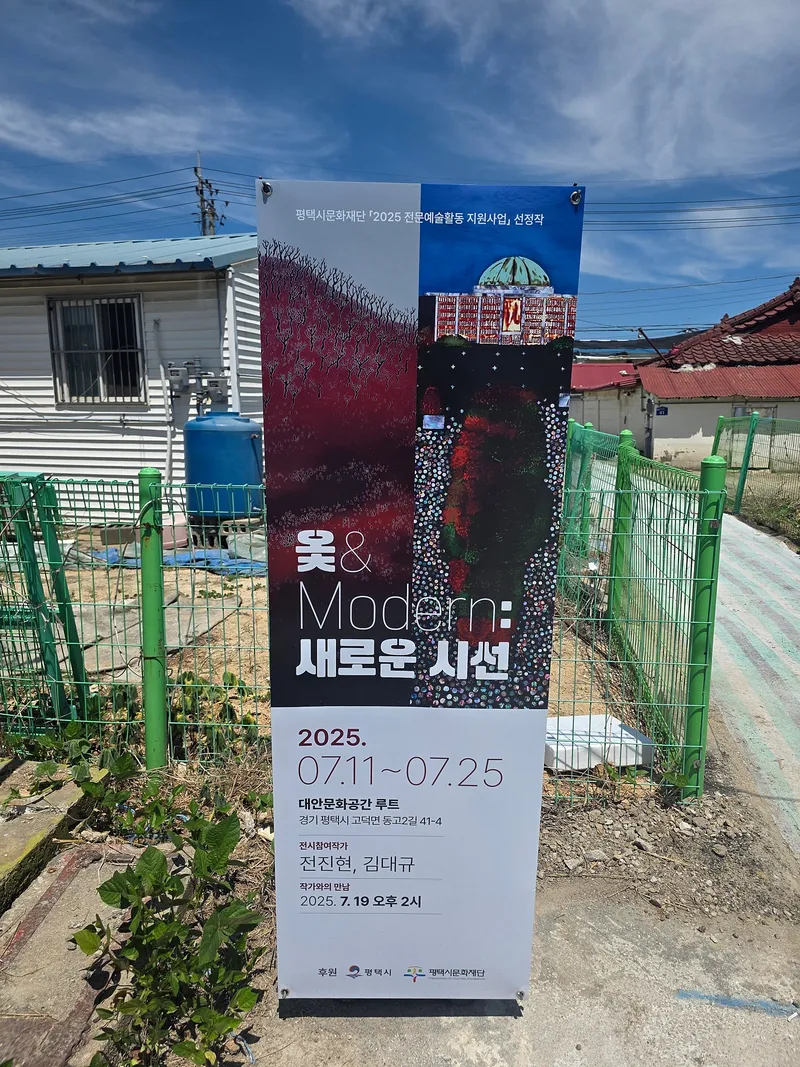 평택시문화재단 「2025 전문예술활동 지원사업」 선정작
옻&
Modern:
새로운 시선
2025.
07.11~07.25
대안문화공간 루트
경기 평택시 고덕면 동고2길 41-4
전시참여작가
전진현, 김대규
작가와의 만남
2025. 7.19 오후 2시
후원 평택시 평택시문화재단